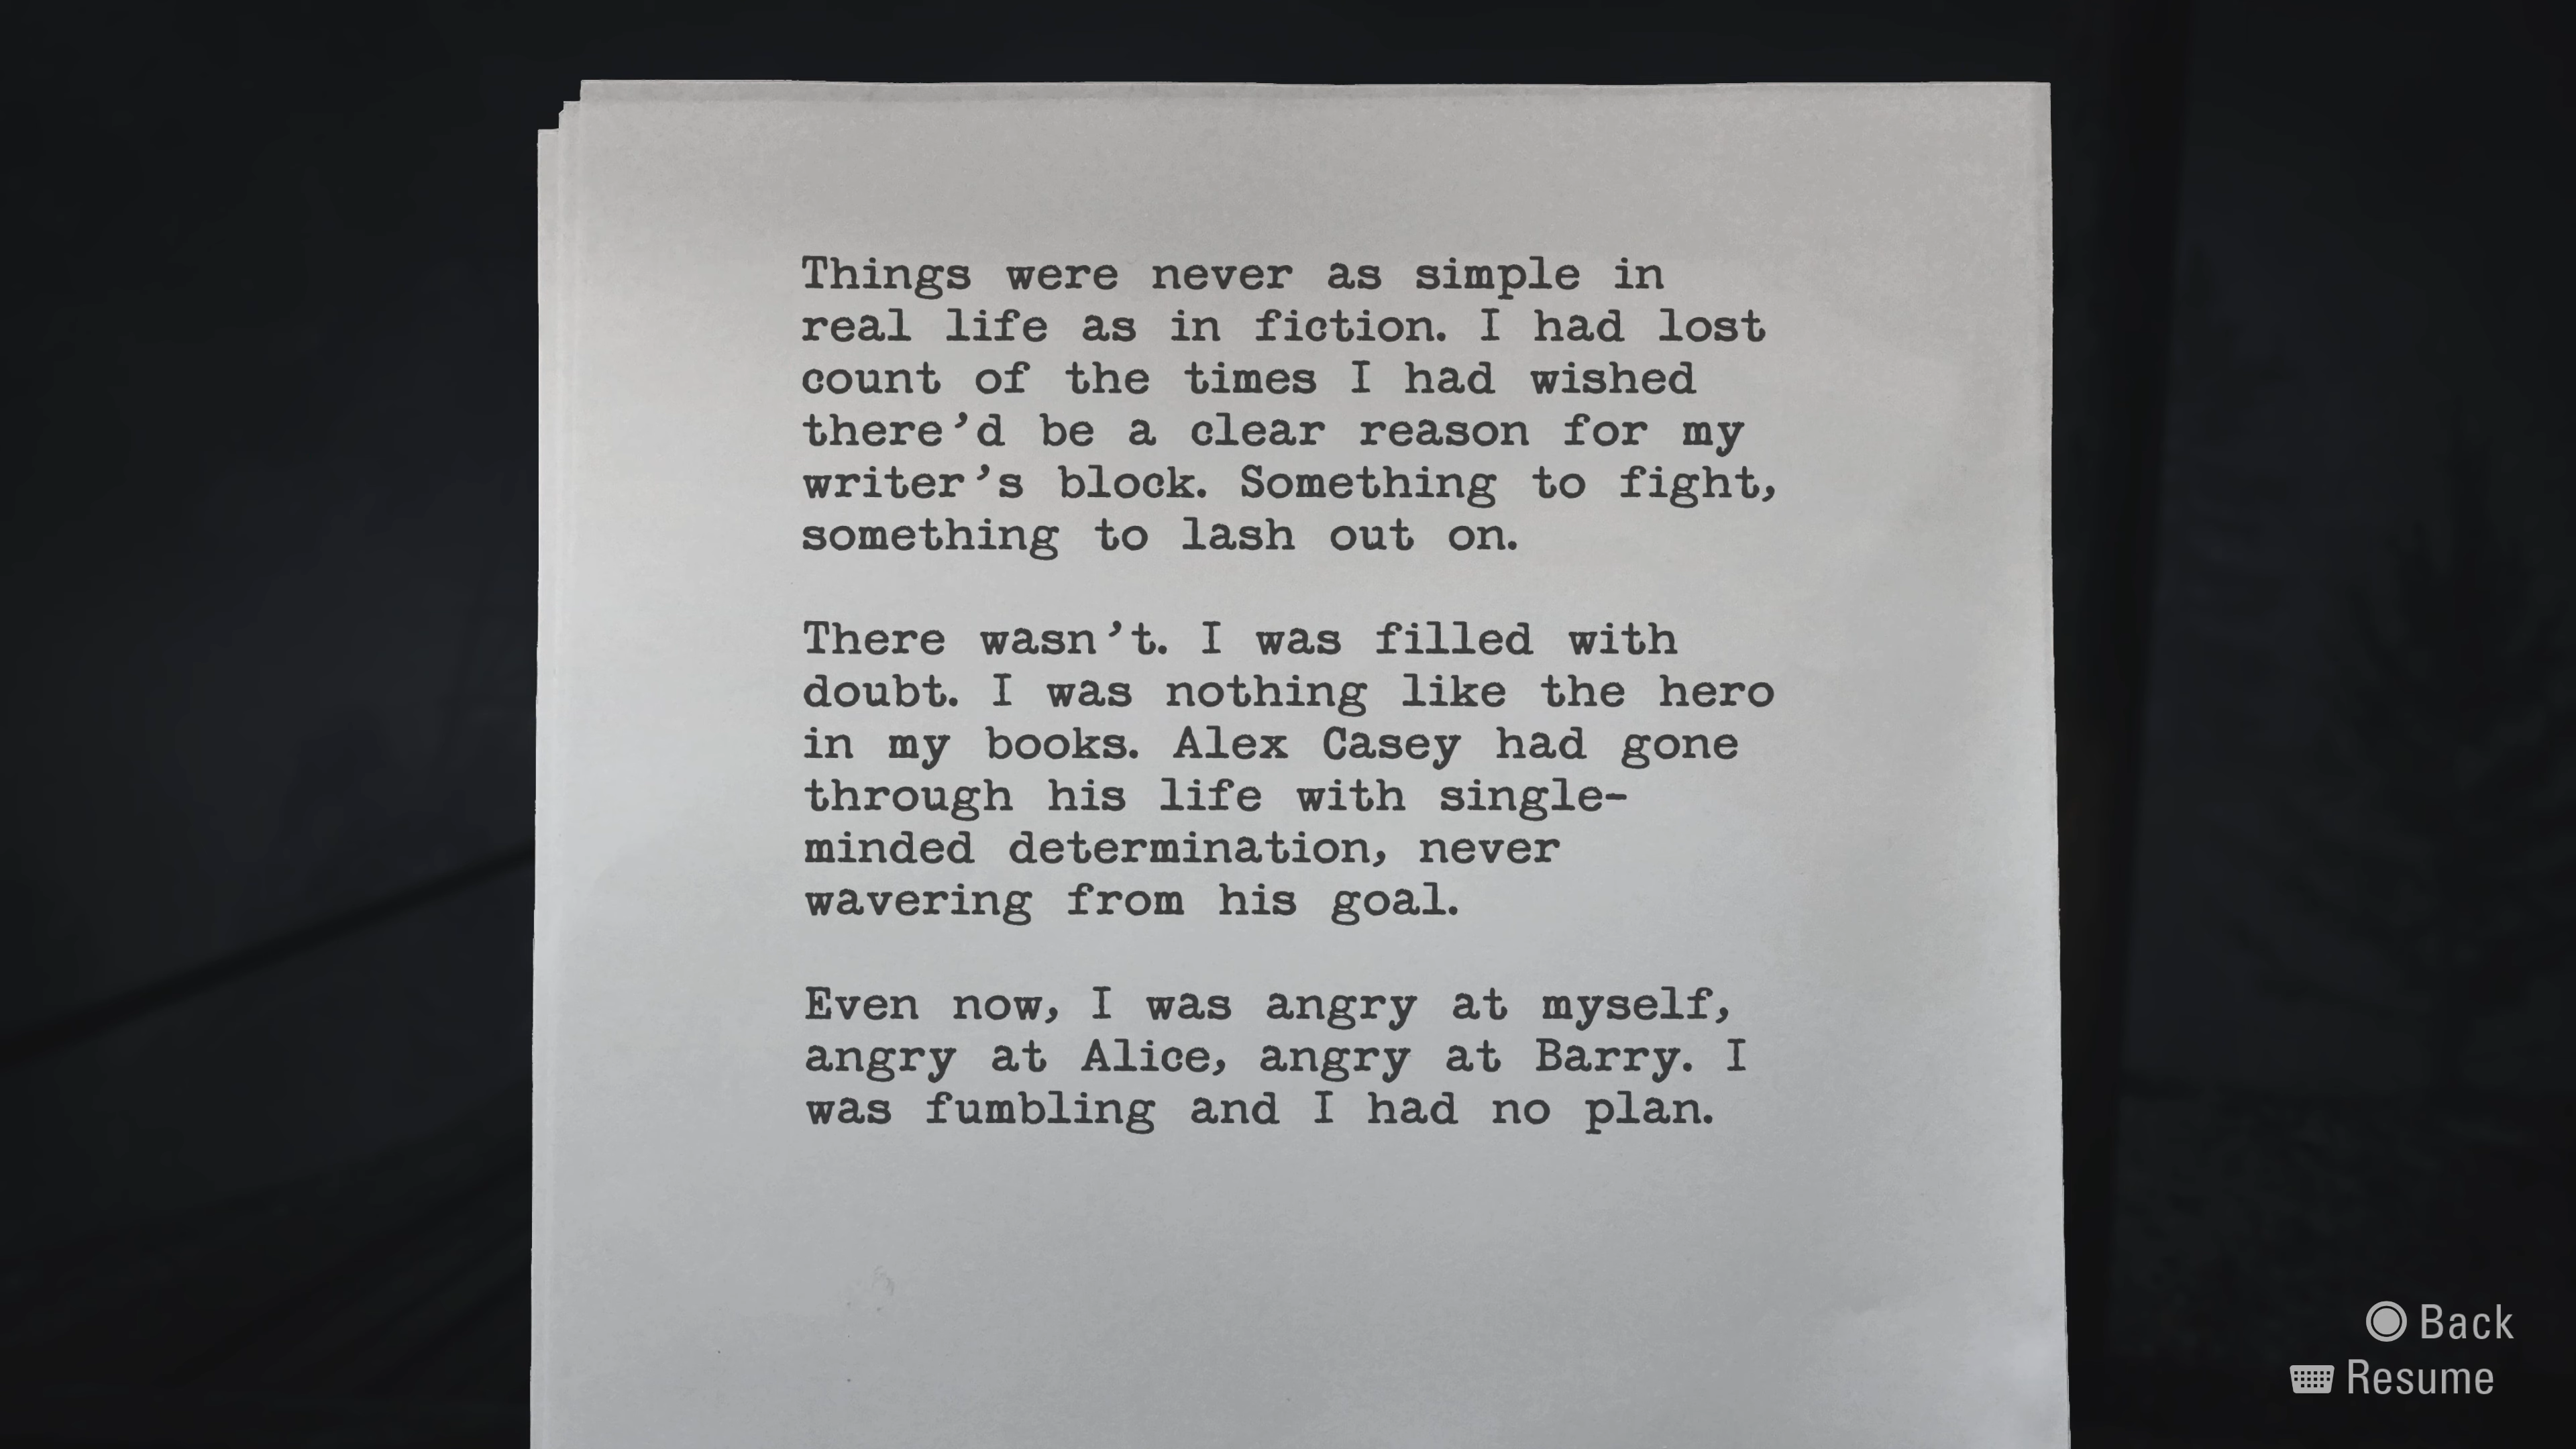 Things were never as simple in
real life as in fiction. I had lost
count of the times I had wished
there’d be a clear reason for my
writer’s block. Something to fight,
something to lash out on.
There wasn’t. I was filled with
doubt. I was nothing like the hero
in my books. Alex Casey had gone
through his life with single-
minded determination, never
wavering from his goal.
Even now, I was angry at myself,
angry at Alice, angry at Barry. I
was fumbling and I had no plan.
Back
Resume